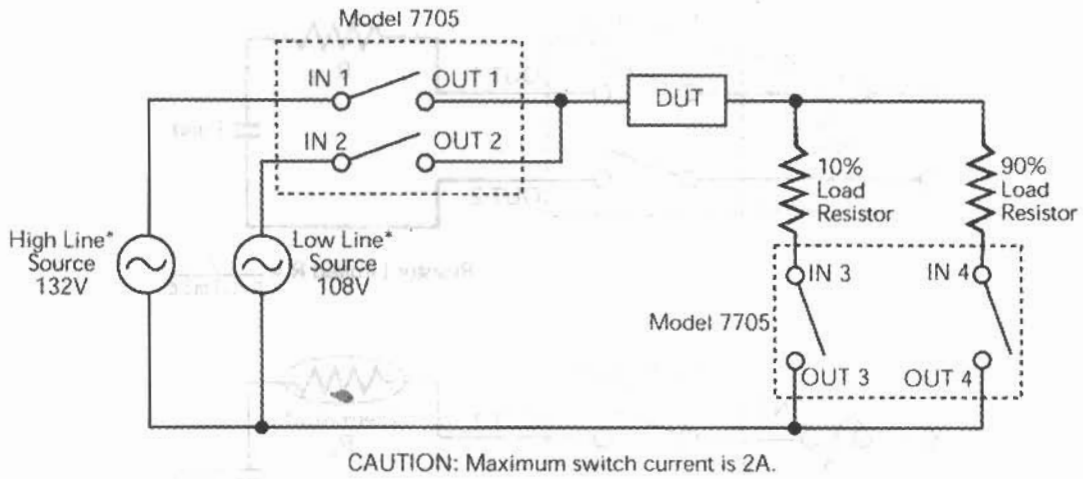 Model 7705
IN 1
OUT 1
IN 2
OUT 2
DUT
10%
Load
Resistor
90%
Load
Resistor
High Line*
Source
132V
Low Line*
Source
108V
IN 3
IN 4
Model 7705
OUT 3
OUT 4
CAUTION: Maximum switch current is 2A.